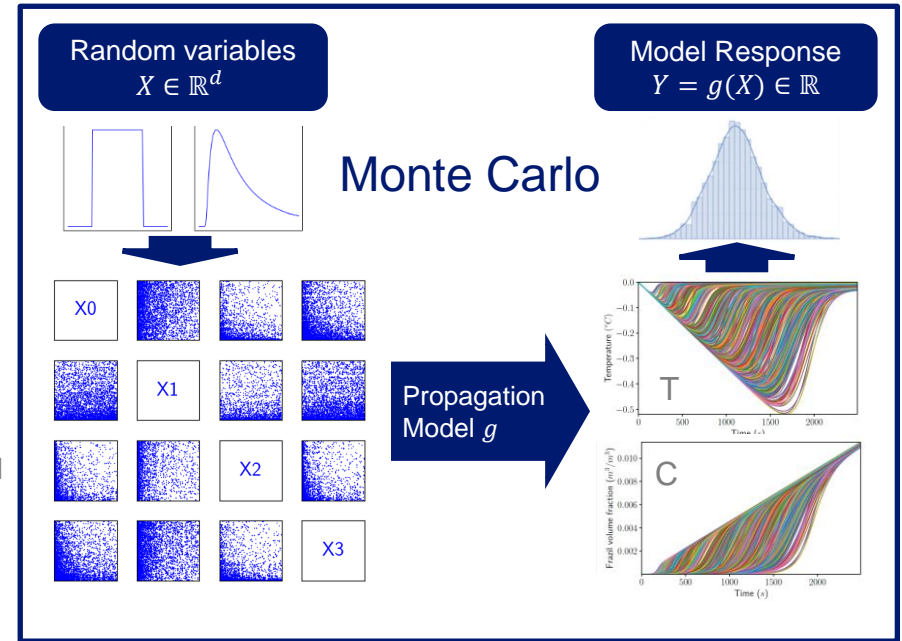 Random variables
X ∈ ℝ^d
Model Response
Y = g(X) ∈ ℝ
Monte Carlo
X0
X1
X2
X3
Propagation
Model g
Temperature (°C)
0.0
−0.1
−0.2
−0.3
−0.4
−0.5
T
0 500 1000 1500 2000
Time (s)
Frazil volume fraction (m³/m³)
0.010
0.008
0.006
0.004
0.002
C
0 500 1000 1500 2000
Time (s)